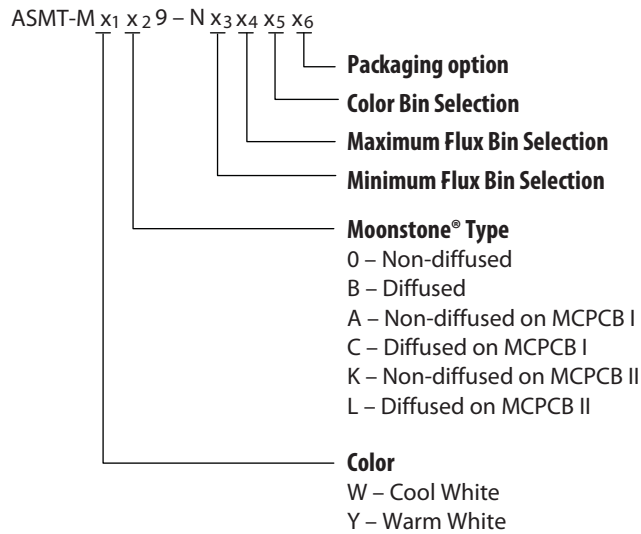 ASMT-M x1 x2 9 – N x3 x4 x5 x6
Packaging option
Color Bin Selection
Maximum Flux Bin Selection
Minimum Flux Bin Selection
Moonstone® Type
0 – Non-diffused
B – Diffused
A – Non-diffused on MCPCB I
C – Diffused on MCPCB I
K – Non-diffused on MCPCB II
L – Diffused on MCPCB II
Color
W – Cool White
Y – Warm White